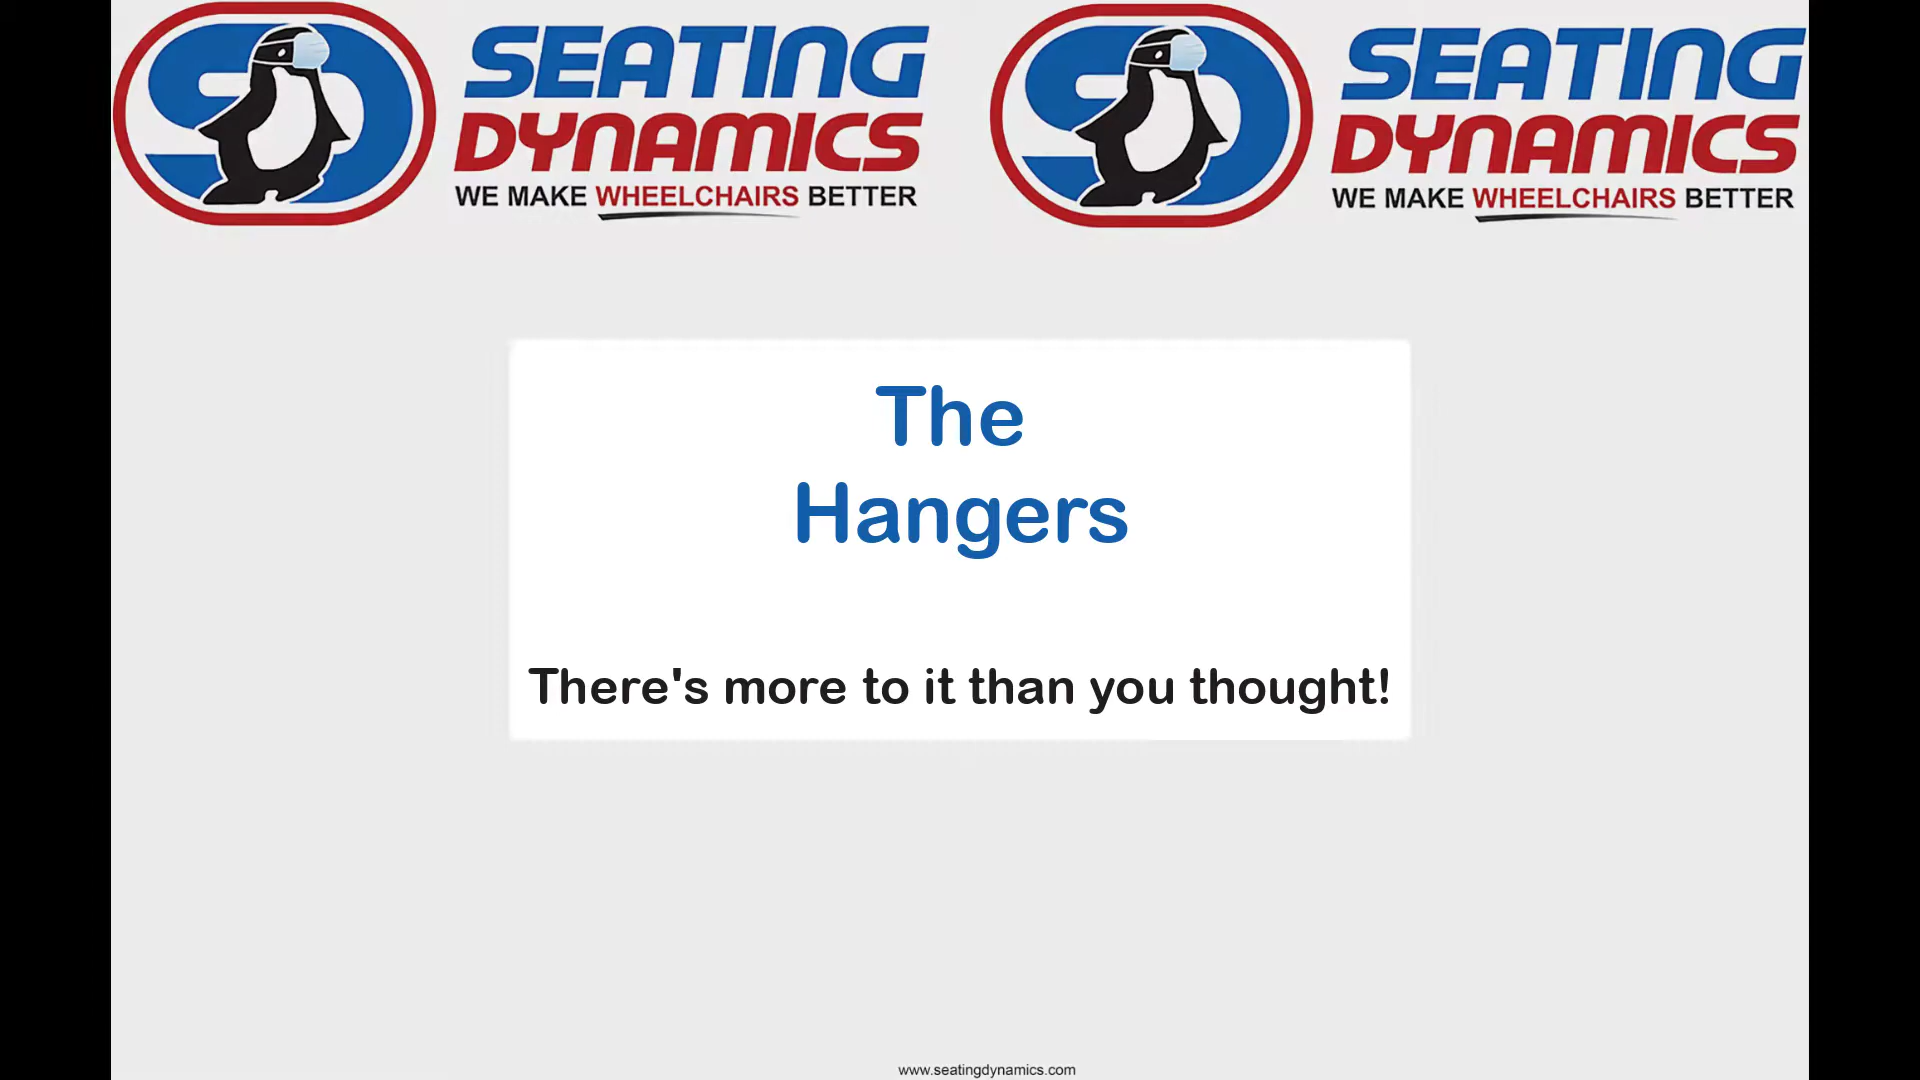 SEATING
DYNAMICS
WE MAKE WHEELCHAIRS BETTER
SEATING
DYNAMICS
WE MAKE WHEELCHAIRS BETTER
The
Hangers
There's more to it than you thought!
www.seatingdynamics.com